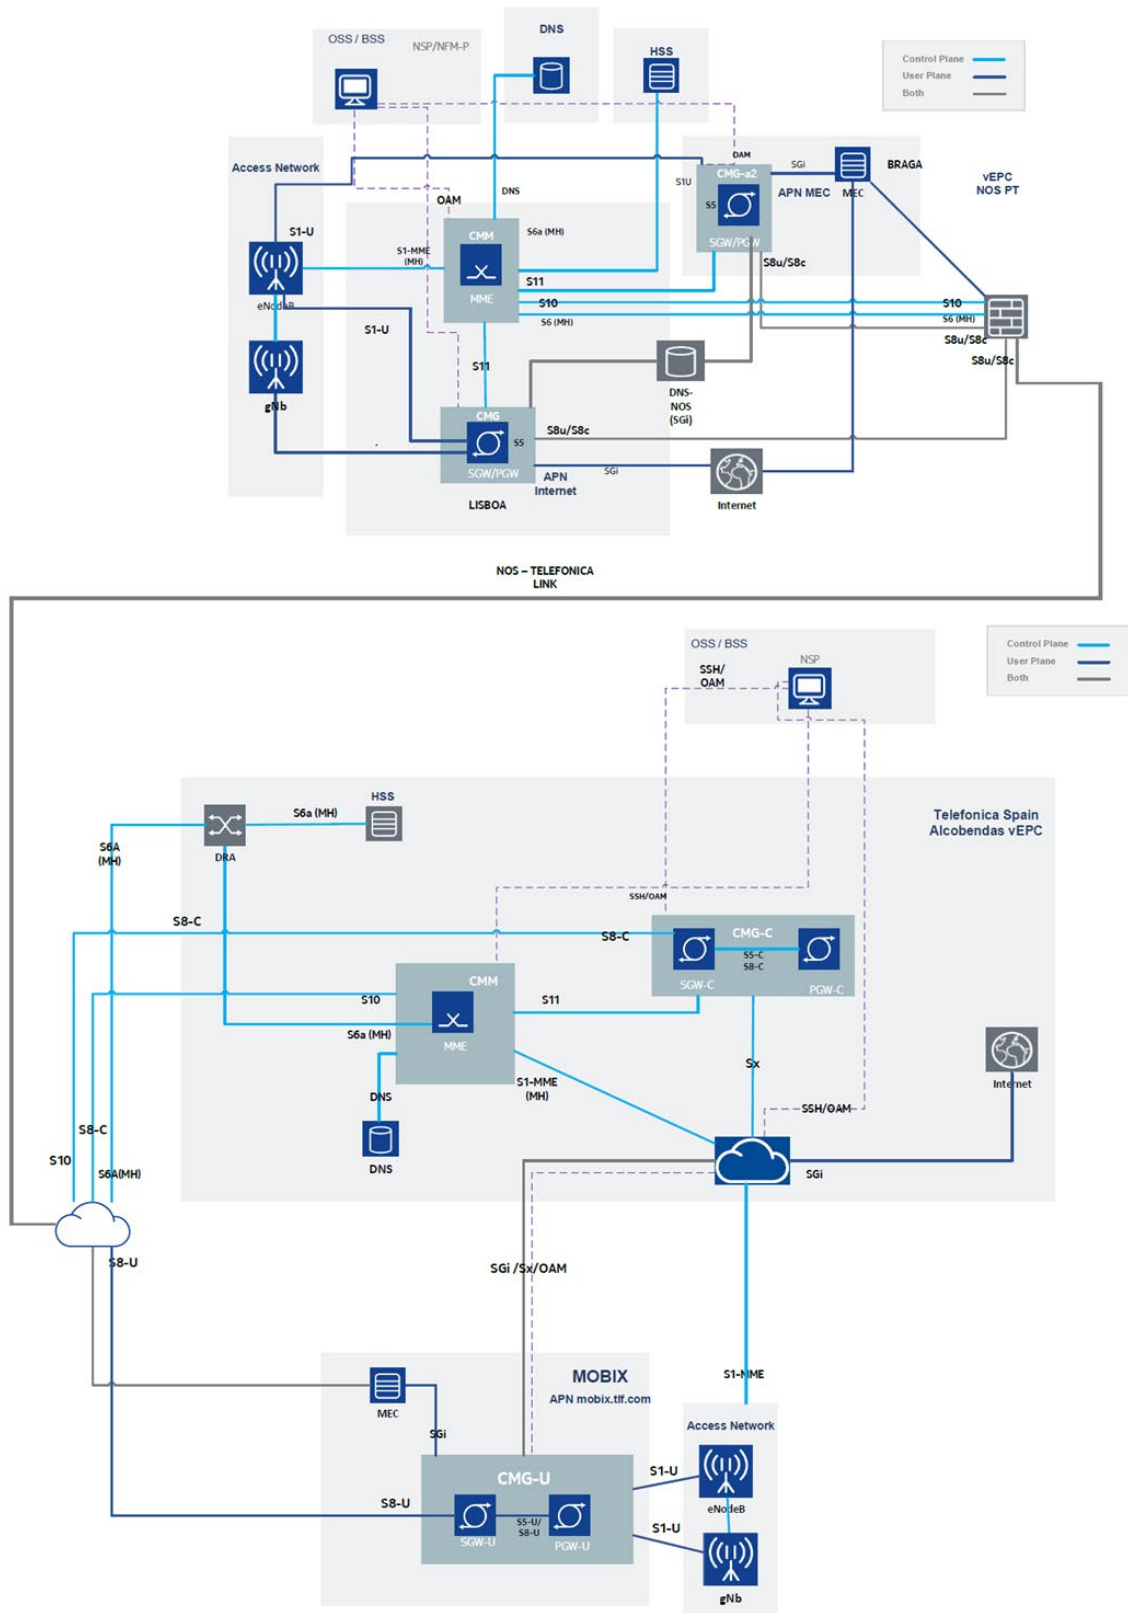 DNS
OSS / BSS
NSP/NFM-P
HSS
Control Plane
User Plane
Both
Access Network
OAM
SGi
BRAGA
CMG-a2
S1U
APN MEC
MEC
vEPC
NOS PT
DNS
OAM
S5
S1-U
CMM
S6a (MH)
SGW/PGW
S1-MME
(MH)
S8u/S8c
S11
MME
eNodeB
S10
S10
S6 (MH)
S6 (MH)
S1-U
S8u/S8c
S8u/S8c
S11
DNS-
NOS
(SGi)
gNb
CMG
S8u/S8c
S5
SGW/PGW
APN
Internet
SGi
LISBOA
Internet
NOS – TELEFONICA
LINK
Control Plane
User Plane
Both
OSS / BSS
NSP
SSH/
OAM
HSS
S6a (MH)
Telefonica Spain
Alcobendas vEPC
S6A
(MH)
DRA
SSH/OAM
S8-C
S8-C
CMG-C
S5-C
S8-C
SGW-C
PGW-C
CMM
S10
S11
S6a (MH)
MME
Sx
S1-MME
(MH)
Internet
DNS
SSH/OAM
S8-C
S10
S6A(MH)
DNS
SGi
S8-U
SGi /Sx/OAM
MOBIX
APN mobix.tlf.com
S1-MME
MEC
SGi
Access Network
CMG-U
S1-U
eNodeB
S8-U
S5-U/
S8-U
SGW-U
PGW-U
S1-U
gNb